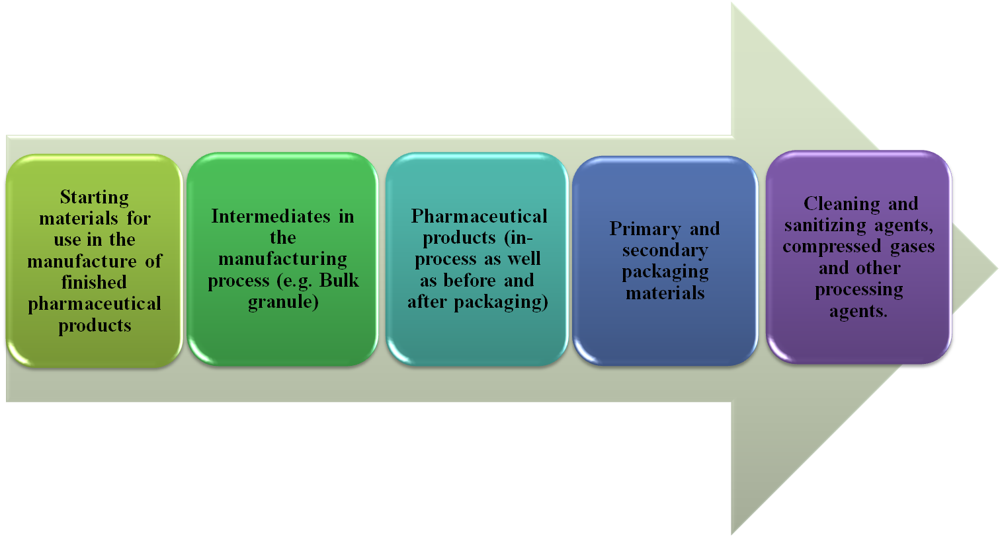 Starting
materials for
use in the
manufacture of
finished
pharmaceutical
products
Intermediates in
the
manufacturing
process (e.g. Bulk
granule)
Pharmaceutical
products (in-
process as well
as before and
after packaging)
Primary and
secondary
packaging
materials
Cleaning and
sanitizing agents,
compressed gases
and other
processing
agents.